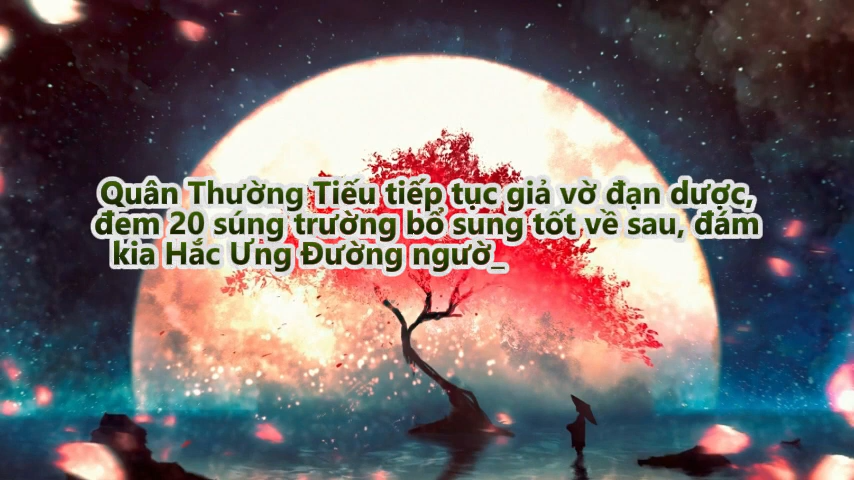 Quân Thường Tiếu tiếp tục giả vờ đạn dược,
đem 20 súng trường bổ sung tốt về sau, đám
kia Hắc Ưng Đường ngườ_